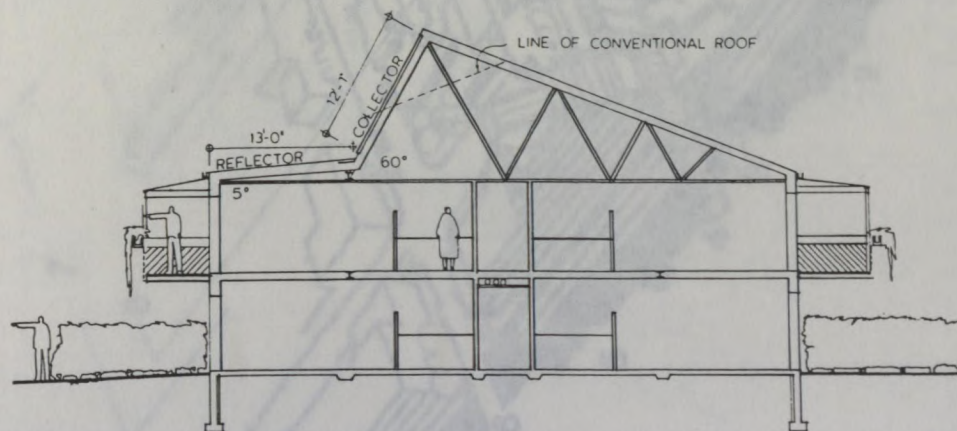 LINE OF CONVENTIONAL ROOF
12'-1"
COLLECTOR
13'-0"
REFLECTOR
60°
5°